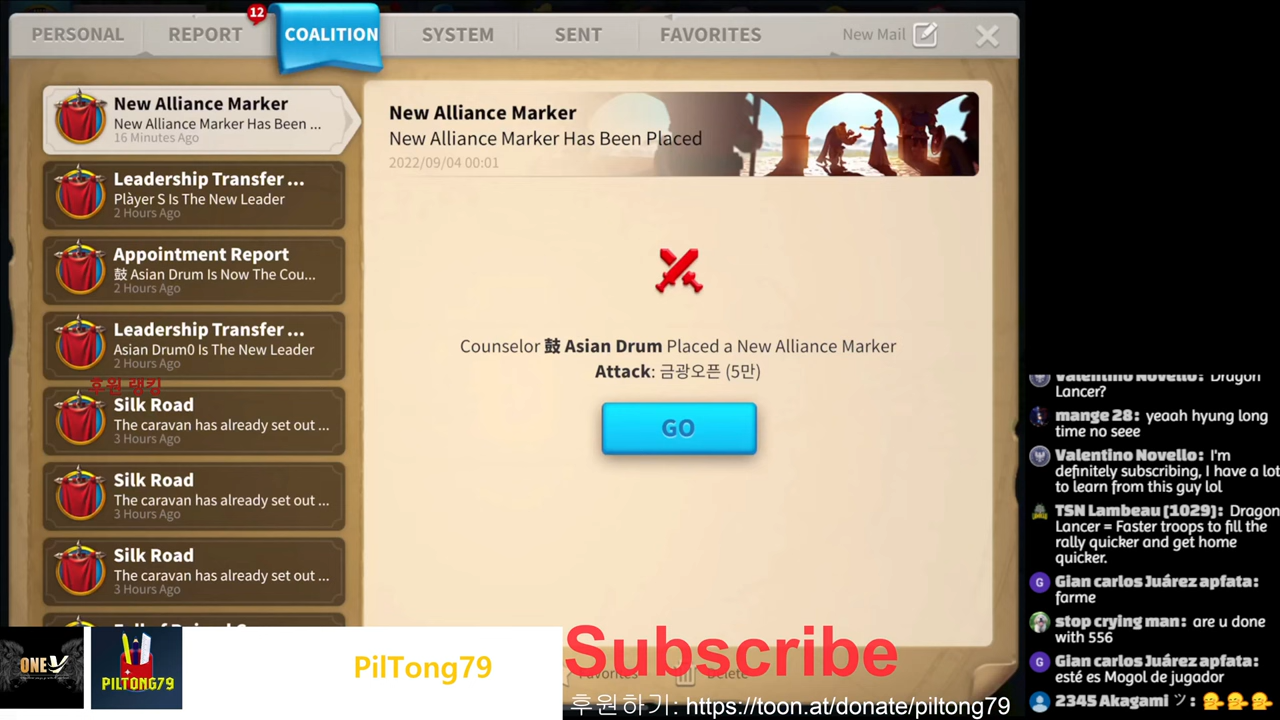 PERSONAL
REPORT
12
COALITION
SYSTEM
SENT
FAVORITES
New Mail
New Alliance Marker
New Alliance Marker Has Been ...
16 Minutes Ago
Leadership Transfer ...
Plàyer S Is The New Leader
2 Hours Ago
Appointment Report
鼓 Asian Drum Is Now The Cou...
2 Hours Ago
Leadership Transfer ...
Asian Drum0 Is The New Leader
2 Hours Ago
후원 랭킹
Silk Road
The caravan has already set out ...
3 Hours Ago
Silk Road
The caravan has already set out ...
3 Hours Ago
Silk Road
The caravan has already set out ...
3 Hours Ago
New Alliance Marker
New Alliance Marker Has Been Placed
2022/09/04 00:01
Counselor 鼓 Asian Drum Placed a New Alliance Marker
Attack: 금광오픈 (5만)
GO
Favorites
Delete
ONE
PILTONG79
PilTong79
Subscribe
후원하기: https://toon.at/donate/piltong79
Valentino Novello: Dragon
Lancer?
mange 28: yeaah hyung long
time no seee
Valentino Novello: I'm
definitely subscribing, I have a lot
to learn from this guy lol
TSN Lambeau [1029]: Dragon
Lancer = Faster troops to fill the
rally quicker and get home
quicker.
G Gian carlos Juárez apfata:
farme
stop crying man: are u done
with 556
G Gian carlos Juárez apfata:
esté es Mogol de jugador
2345 Akagami ツ: